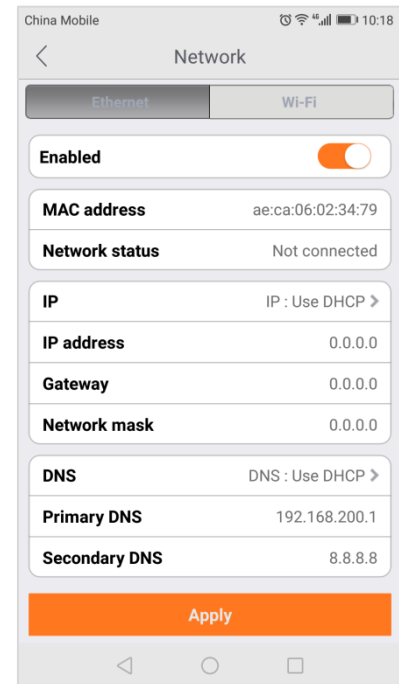 China Mobile 10:18
Network
Ethernet Wi-Fi
Enabled
MAC address ae:ca:06:02:34:79
Network status Not connected
IP IP : Use DHCP >
IP address 0.0.0.0
Gateway 0.0.0.0
Network mask 0.0.0.0
DNS DNS : Use DHCP >
Primary DNS 192.168.200.1
Secondary DNS 8.8.8.8
Apply